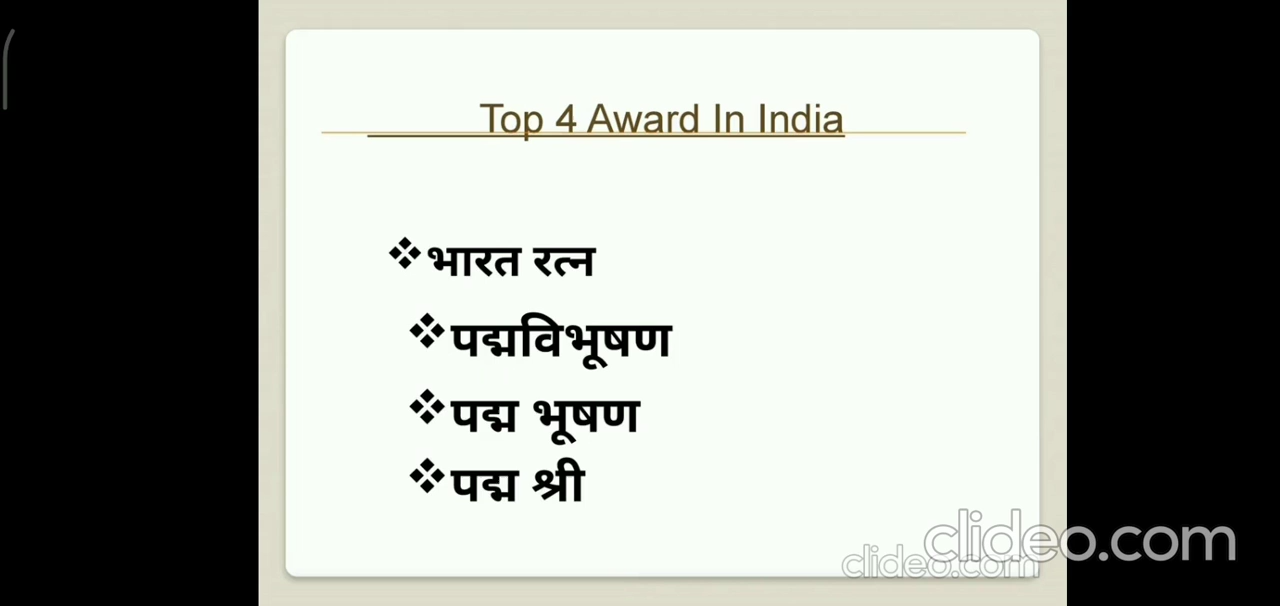 Top 4 Award In India
❖भारत रत्न
❖पद्मविभूषण
❖पद्म भूषण
❖पद्म श्री
clideo.com
clideo.com